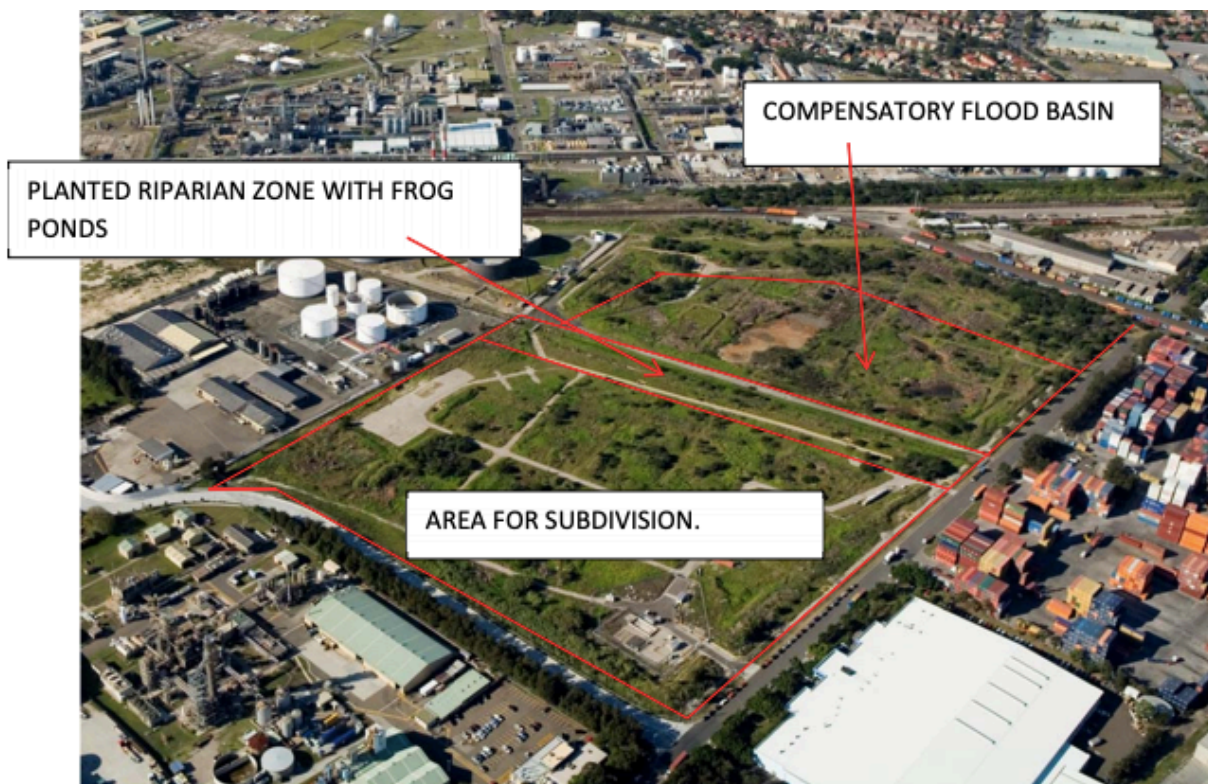 COMPENSATORY FLOOD BASIN
PLANTED RIPARIAN ZONE WITH FROG
PONDS
AREA FOR SUBDIVISION.